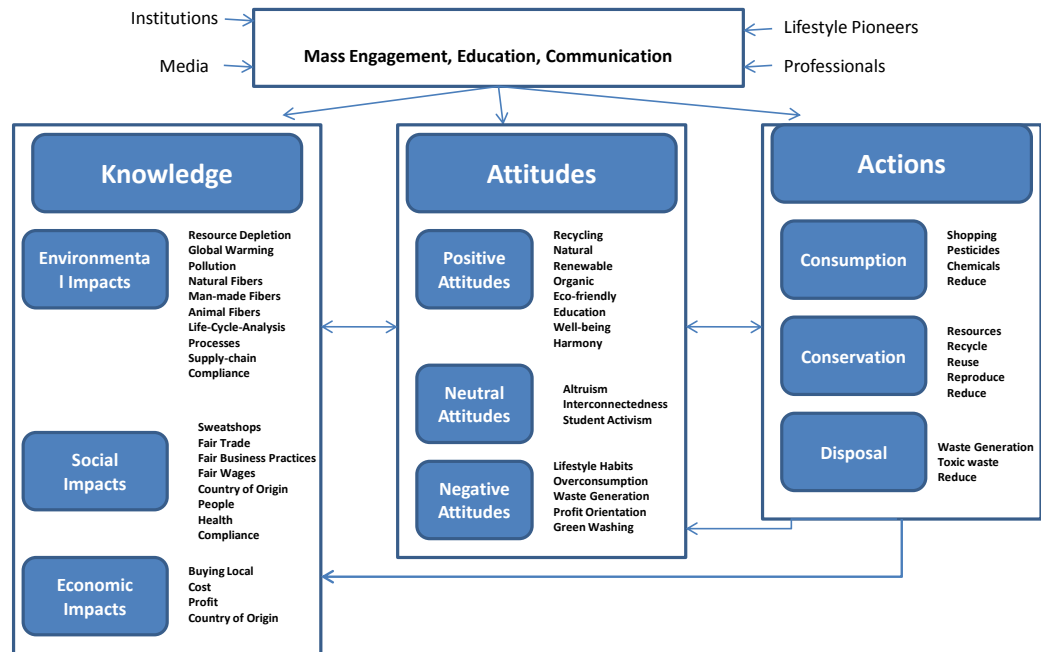 Institutions
Media
Mass Engagement, Education, Communication
Lifestyle Pioneers
Professionals
Knowledge
Environmenta
l Impacts
Resource Depletion
Global Warming
Pollution
Natural Fibers
Man-made Fibers
Animal Fibers
Life-Cycle-Analysis
Processes
Supply-chain
Compliance
Social
Impacts
Sweatshops
Fair Trade
Fair Business Practices
Fair Wages
Country of Origin
People
Health
Compliance
Economic
Impacts
Buying Local
Cost
Profit
Country of Origin
Attitudes
Positive
Attitudes
Recycling
Natural
Renewable
Organic
Eco-friendly
Education
Well-being
Harmony
Neutral
Attitudes
Altruism
Interconnectedness
Student Activism
Negative
Attitudes
Lifestyle Habits
Overconsumption
Waste Generation
Profit Orientation
Green Washing
Actions
Consumption
Shopping
Pesticides
Chemicals
Reduce
Conservation
Resources
Recycle
Reuse
Reproduce
Reduce
Disposal
Waste Generation
Toxic waste
Reduce